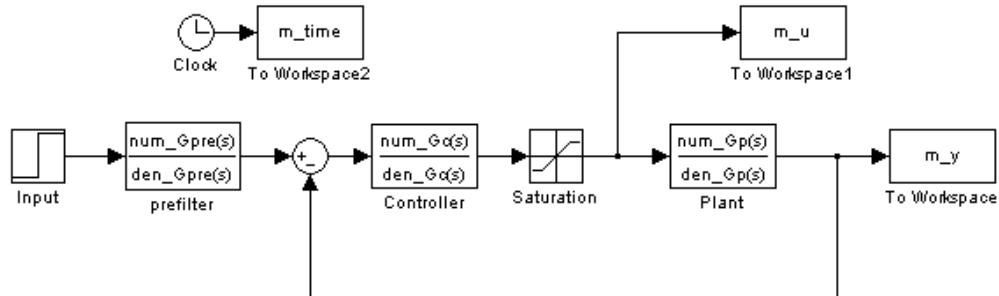 m_time
m_u
Clock
To Workspace2
To Workspace1
num_Gpre(s)
den_Gpre(s)
+
-
num_Gc(s)
den_Gc(s)
num_Gp(s)
den_Gp(s)
m_y
Input
prefilter
Controller
Saturation
Plant
To Workspace